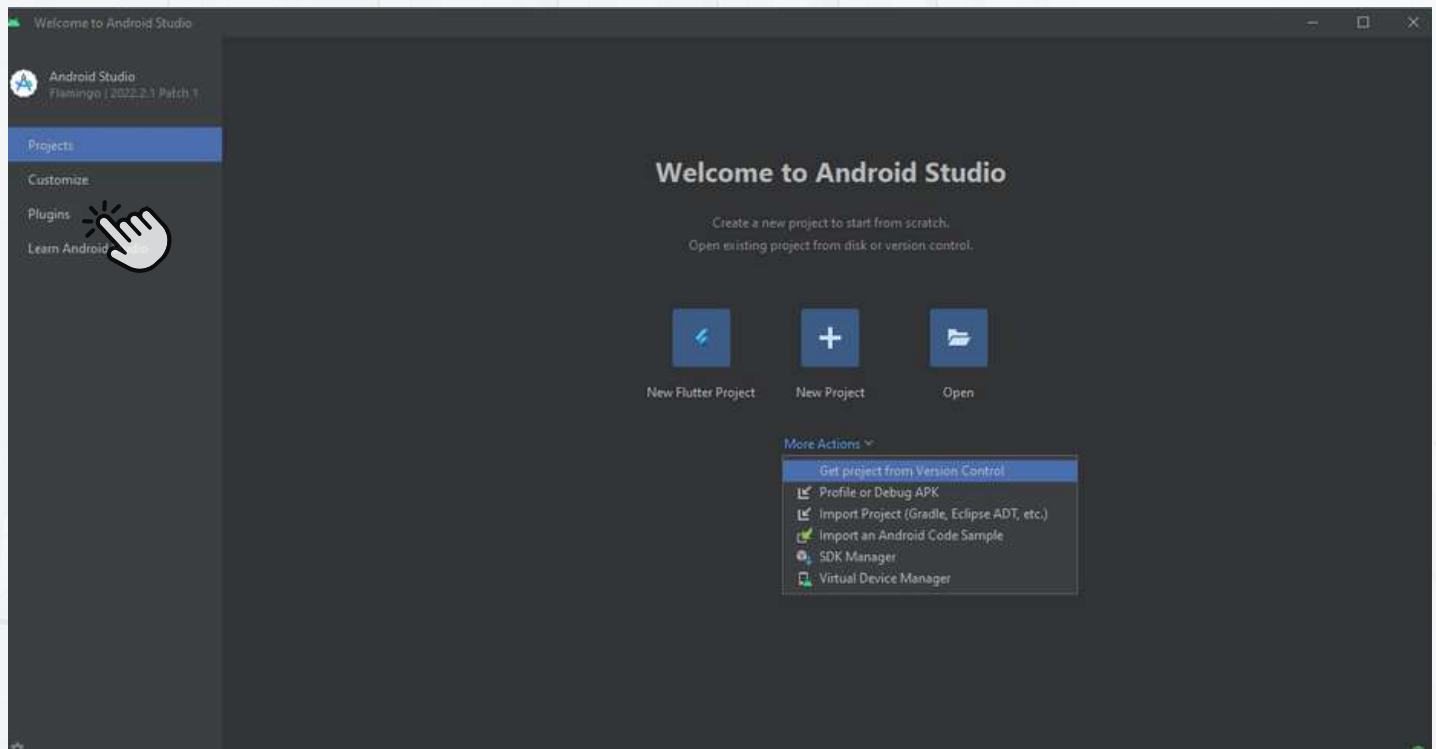 Welcome to Android Studio
Android Studio
Flamingo | 2022.2.1 Patch 1
Projects
Customize
Plugins
Learn Android
Welcome to Android Studio
Create a new project to start from scratch.
Open existing project from disk or version control.
New Flutter Project
New Project
Open
More Actions
Get project from Version Control
Profile or Debug APK
Import Project (Gradle, Eclipse ADT, etc.)
Import an Android Code Sample
SDK Manager
Virtual Device Manager